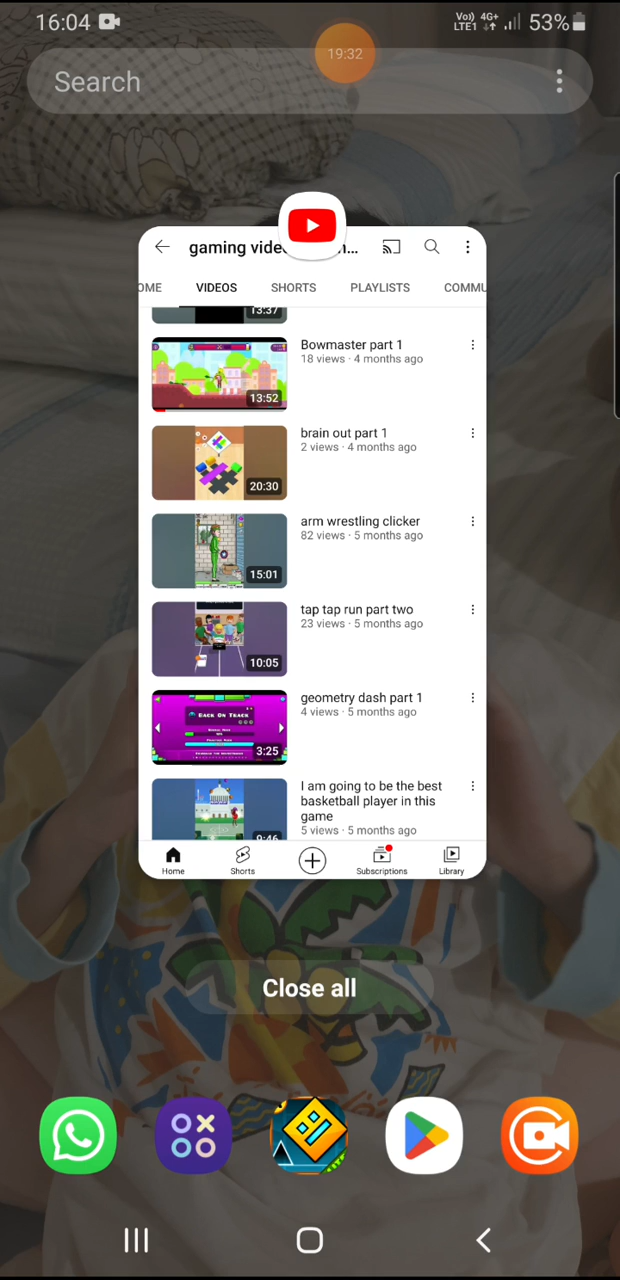 16:04
Vo)) 4G+
LTE1
53%
19:32
Search
gaming vide
OME VIDEOS SHORTS PLAYLISTS COMMU
13:37
Bowmaster part 1
18 views · 4 months ago
13:52
brain out part 1
2 views · 4 months ago
20:30
arm wrestling clicker
82 views · 5 months ago
15:01
tap tap run part two
23 views · 5 months ago
10:05
geometry dash part 1
4 views · 5 months ago
BACK ON TRACK
3:25
I am going to be the best
basketball player in this
game
5 views · 5 months ago
9:46
Home Shorts Subscriptions Library
Close all